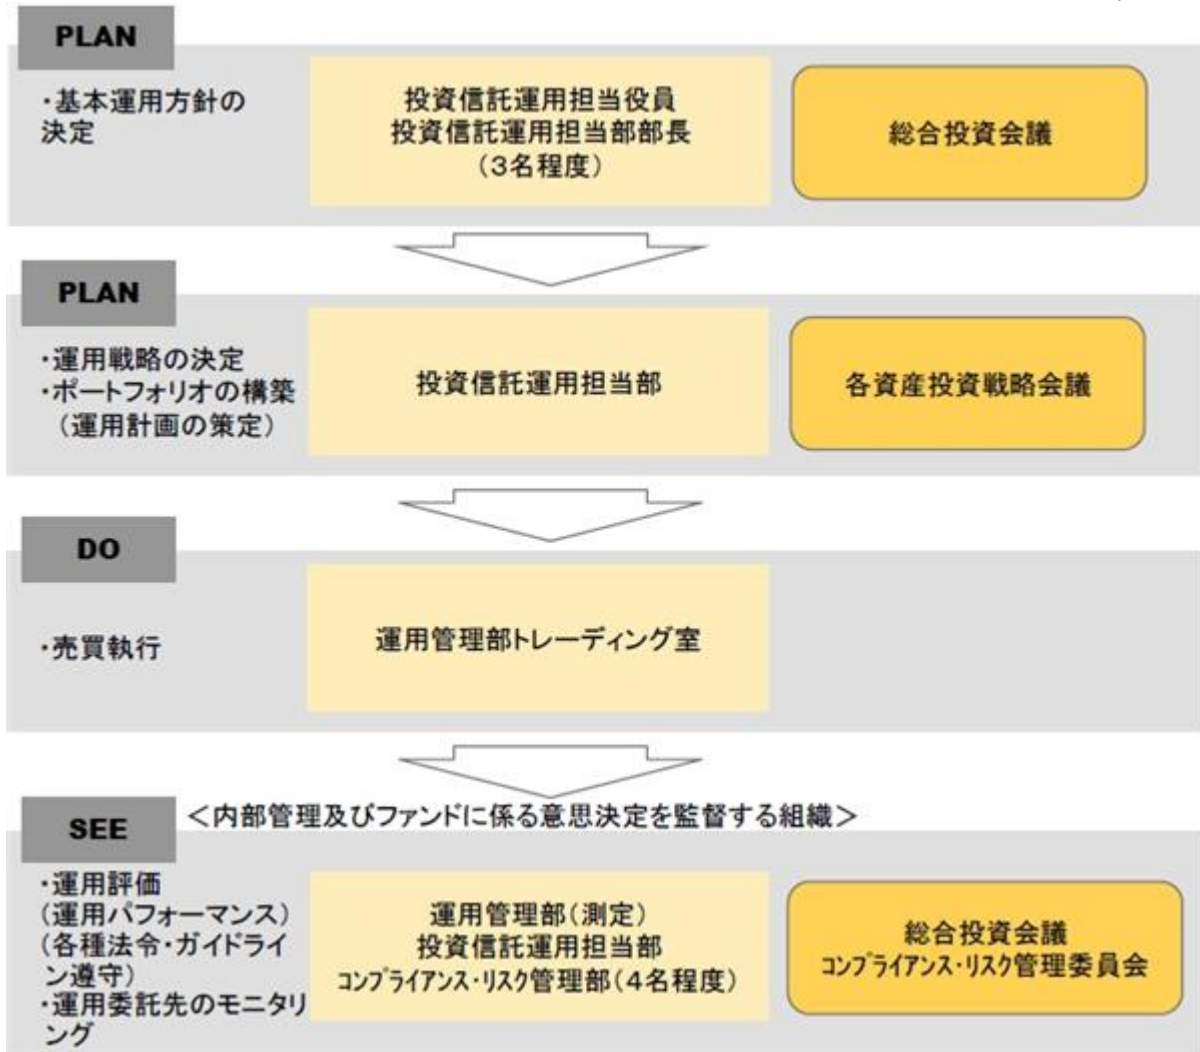 PLAN
・基本運用方針の
決定
投資信託運用担当役員
投資信託運用担当部部長
(3名程度)
総合投資会議
PLAN
・運用戦略の決定
・ポートフォリオの構築
(運用計画の策定)
投資信託運用担当部
各資産投資戦略会議
DO
・売買執行
運用管理部トレーディング室
SEE
<内部管理及びファンドに係る意思決定を監督する組織>
・運用評価
(運用パフォーマンス)
(各種法令・ガイドライ
ン遵守)
・運用委託先のモニタリ
ング
運用管理部(測定)
投資信託運用担当部
コンプライアンス・リスク管理部(4名程度)
総合投資会議
コンプライアンス・リスク管理委員会